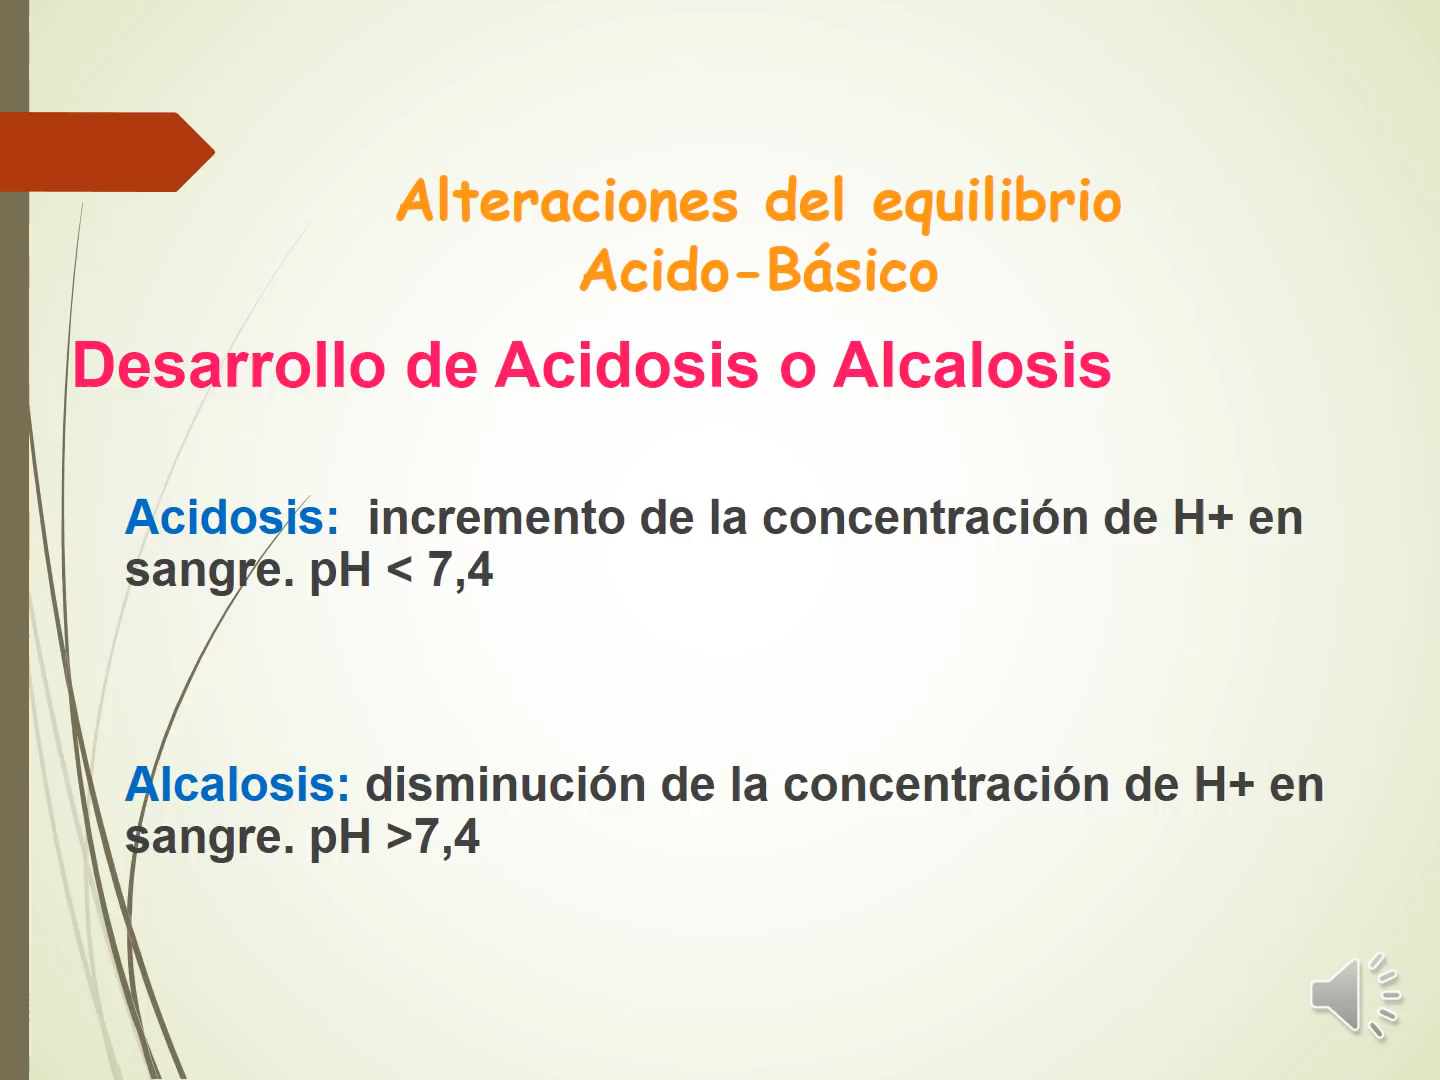 Alteraciones del equilibrio
Acido-Básico
Desarrollo de Acidosis o Alcalosis
Acidosis: incremento de la concentración de H+ en
sangre. pH < 7,4
Alcalosis: disminución de la concentración de H+ en
sangre. pH >7,4